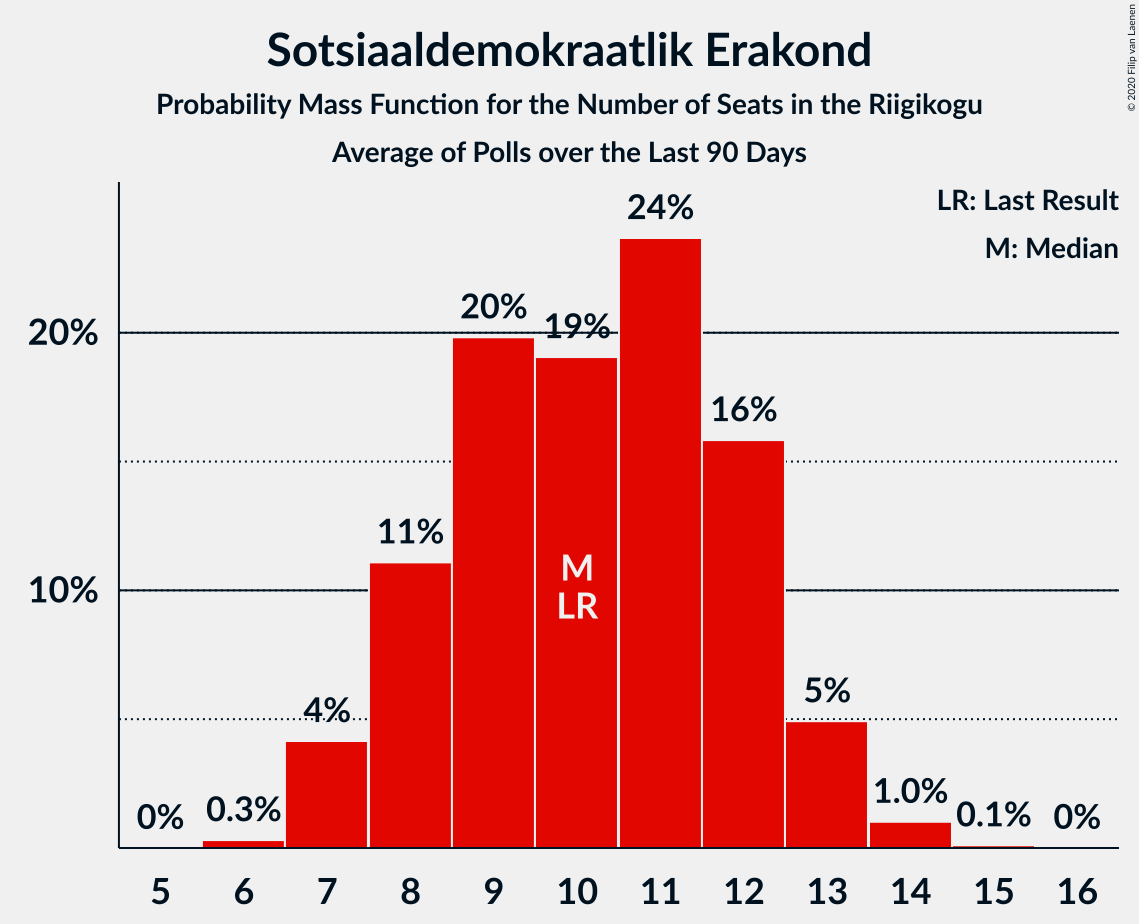 Sotsiaaldemokraatlik Erakond
Probability Mass Function for the Number of Seats in the Riigikogu
Average of Polls over the Last 90 Days
© 2020 Filip van Laenen
LR: Last Result
M: Median
20%
10%
0%
0.3%
4%
11%
20%
19%
24%
16%
5%
1.0%
0.1%
0%
M
LR
5 6 7 8 9 10 11 12 13 14 15 16